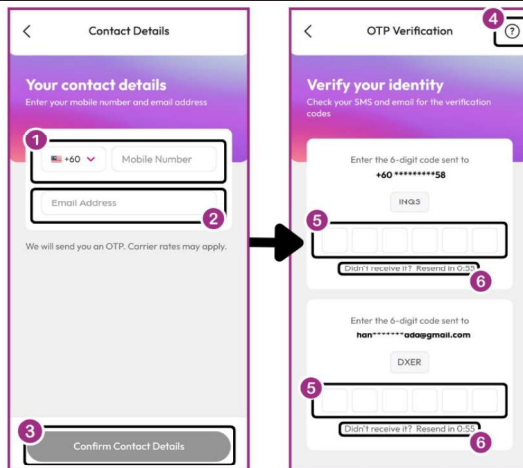 Contact Details
Your contact details
Enter your mobile number and email address
1
+60
Mobile Number
Email Address
2
We will send you an OTP. Carrier rates may apply.
3
Confirm Contact Details
4
?
OTP Verification
Verify your identity
Check your SMS and email for the verification
codes
Enter the 6-digit code sent to
+60 *********58
INQ3
5
Didn't receive it? Resend in 0:55
6
Enter the 6-digit code sent to
han*******ada@gmail.com
DXER
5
Didn't receive it? Resend in 0:55
6